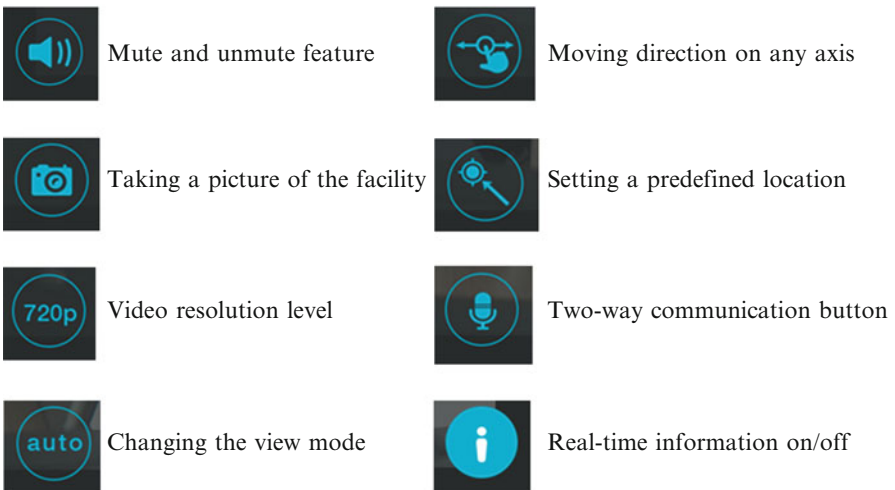 Mute and unmute feature
Moving direction on any axis
Taking a picture of the facility
Setting a predefined location
720p
Video resolution level
Two-way communication button
auto
Changing the view mode
i
Real-time information on/off